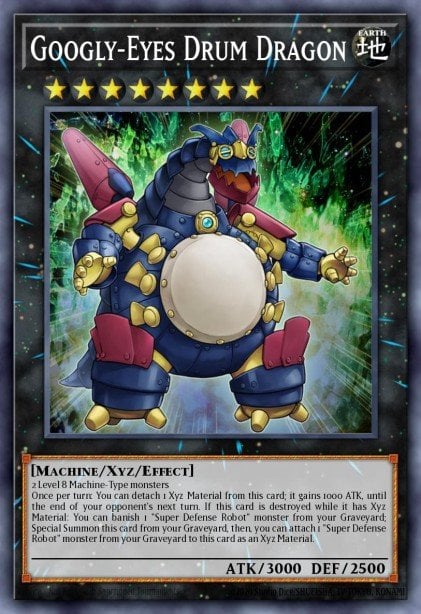 GOOGLY-EYES DRUM DRAGON
EARTH
地
[MACHINE/XYZ/EFFECT]
2 Level 8 Machine-Type monsters
Once per turn: You can detach 1 Xyz Material from this card; it gains 1000 ATK, until
the end of your opponent's next turn. If this card is destroyed while it has Xyz
Material: You can banish 1 "Super Defense Robot" monster from your Graveyard;
Special Summon this card from your Graveyard, then, you can attach 1 "Super Defense
Robot" monster from your Graveyard to this card as an Xyz Material.
ATK/3000 DEF/2500